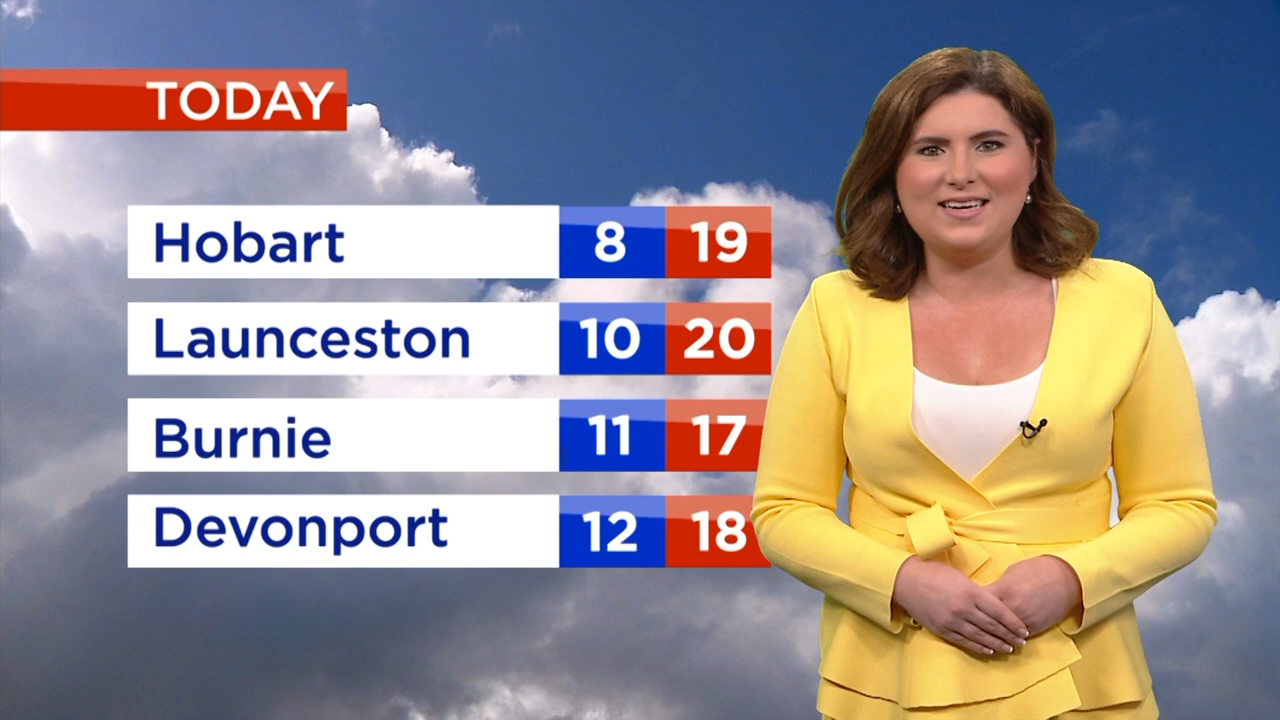 TODAY
Hobart 8 19
Launceston 10 20
Burnie 11 17
Devonport 12 18